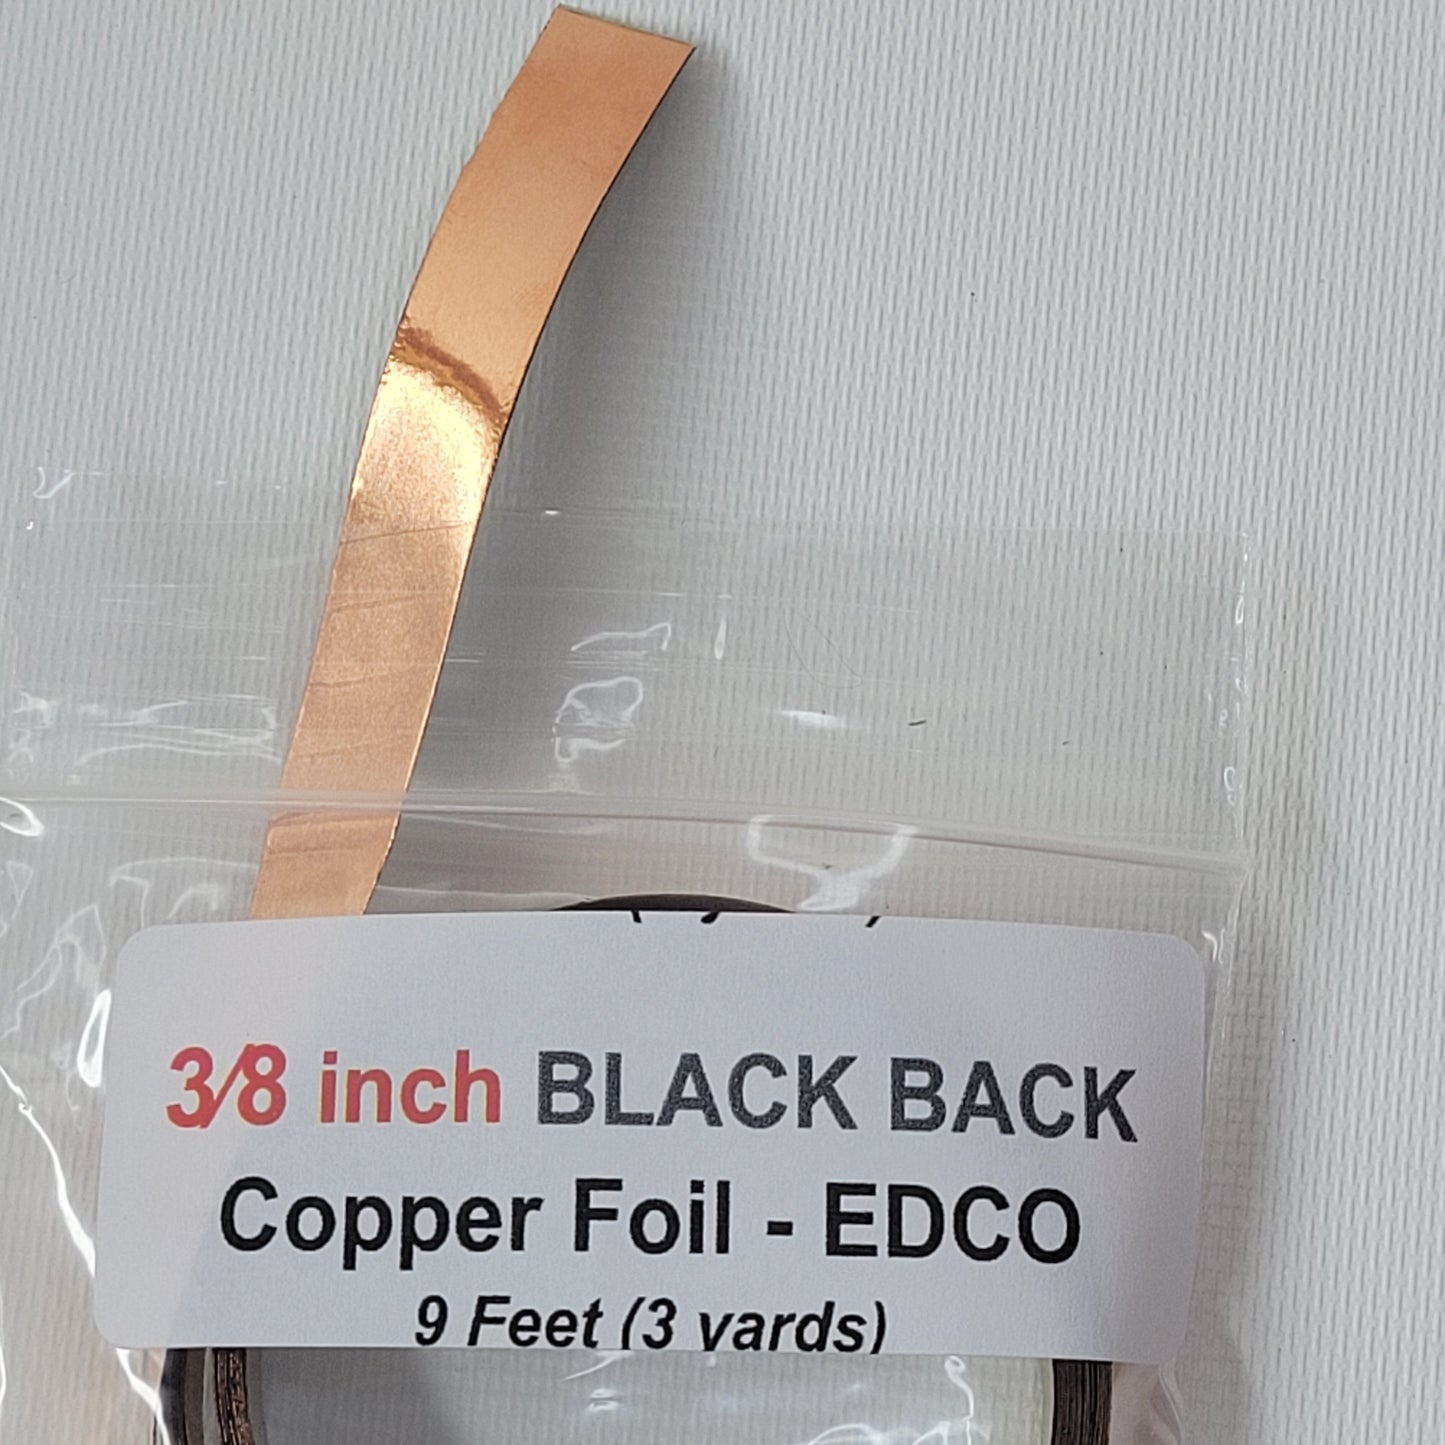 3/8 inch BLACK BACK
Copper Foil - EDCO
9 Feet (3 yards)